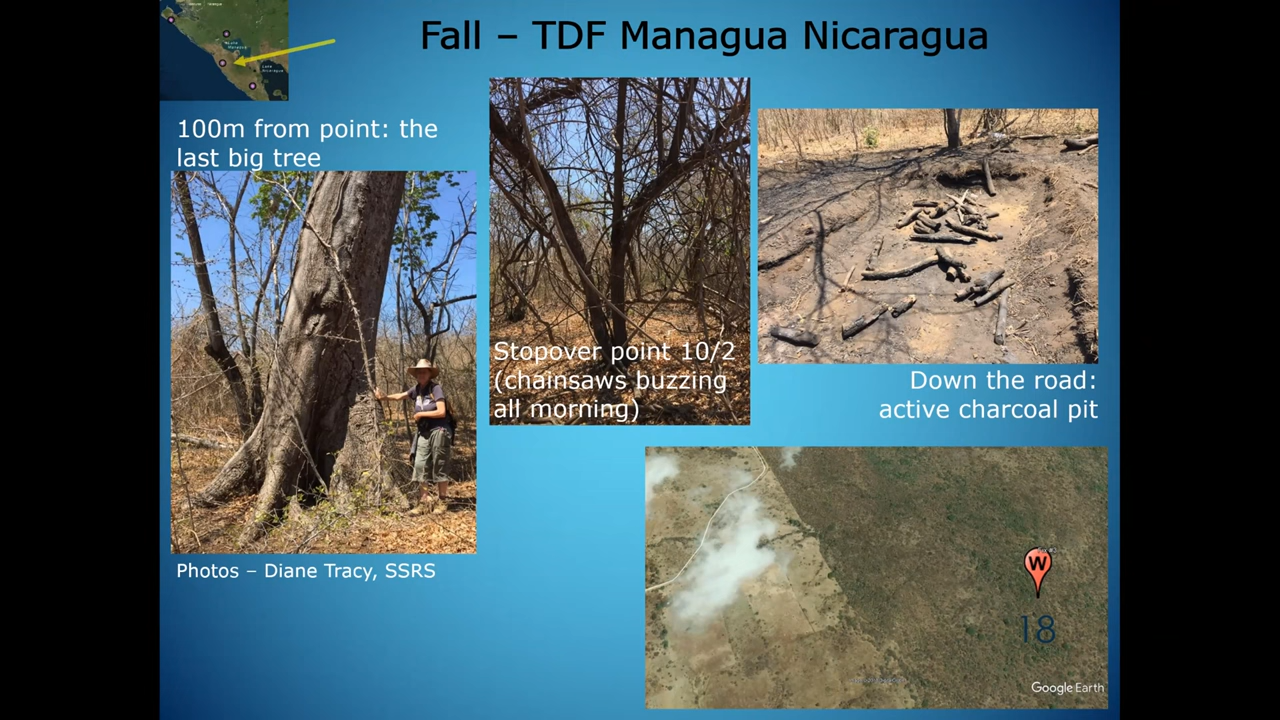 Fall – TDF Managua Nicaragua
100m from point: the
last big tree
Stopover point 10/2
(chainsaws buzzing
all morning)
Down the road:
active charcoal pit
Photos – Diane Tracy, SSRS
W
18
Google Earth